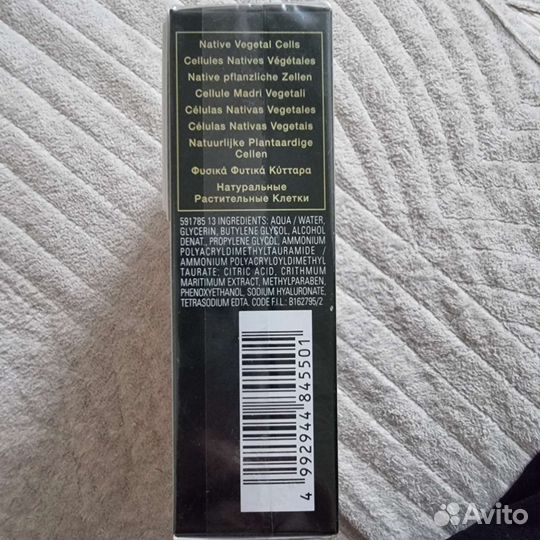 Native Vegetal Cells
Cellules Natives Végétales
Native pflanzliche Zellen
Cellule Madri Vegetali
Células Nativas Vegetales
Células Nativas Vegetais
Natuurlijke Plantaardige
Cellen
Φυσικά Φυτικά Κύτταρα
Натуральные
Растительные Клетки
591785 13 INGREDIENTS: AQUA / WATER,
GLYCERIN, BUTYLENE GLYCOL, ALCOHOL
DENAT., PROPYLENE GLYCOL, AMMONIUM
POLYACRYLDIMETHYLTAURAMIDE /
AMMONIUM POLYACRYLOYLDIMETHYL
TAURATE; CITRIC ACID, CRITHMUM
MARITIMUM EXTRACT, METHYLPARABEN,
PHENOXYETHANOL, SODIUM HYALURONATE,
TETRASODIUM EDTA. CODE F.I.L.: B162795/2
4 992944 845501
Avito